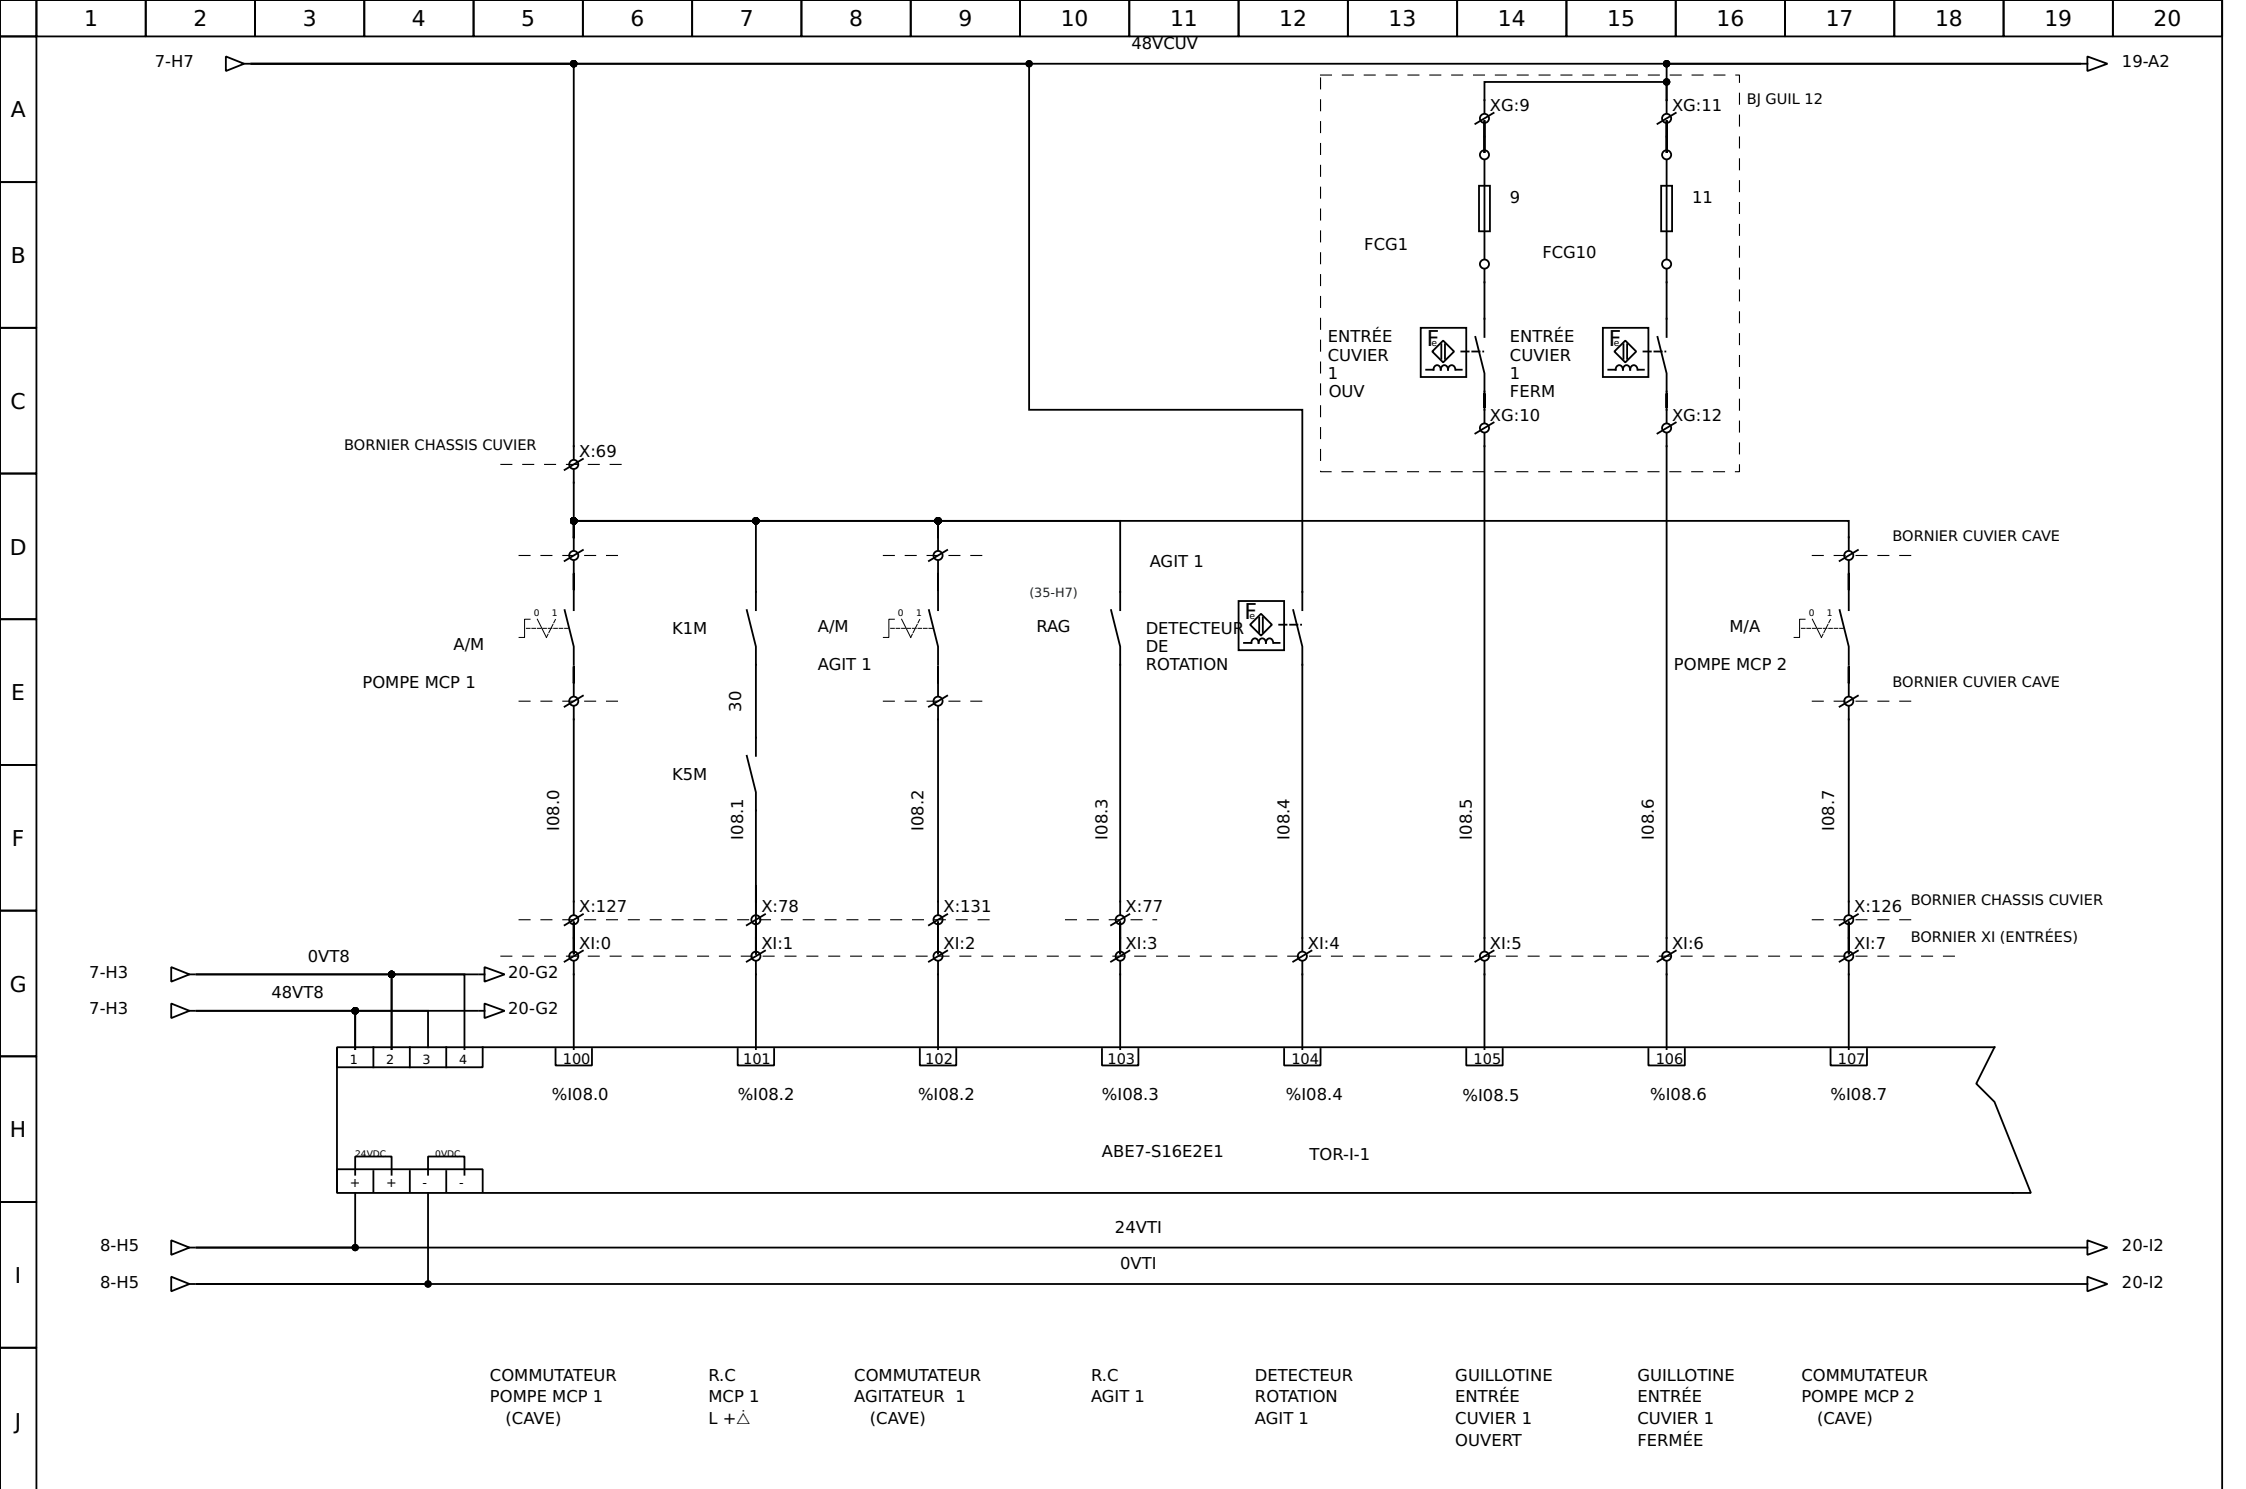 1 2 3 4 5 6 7 8 9 10 11 12 13 14 15 16 17 18 19 20
48VCUV
7-H7
19-A2
A
BJ GUIL 12
XG:9
XG:11
9
11
B
FCG1
FCG10
ENTRÉE
CUVIER
1
OUV
Fe
ENTRÉE
CUVIER
1
FERM
Fe
C
XG:10
XG:12
BORNIER CHASSIS CUVIER
X:69
D
BORNIER CUVIER CAVE
AGIT 1
(35-H7)
0 1
0 1
0 1
A/M
POMPE MCP 1
K1M
A/M
AGIT 1
RAG
DETECTEUR
DE
ROTATION
Fe
M/A
POMPE MCP 2
E
BORNIER CUVIER CAVE
30
K5M
F
I08.0
I08.1
I08.2
I08.3
I08.4
I08.5
I08.6
I08.7
X:127
X:78
X:131
X:77
X:126
BORNIER CHASSIS CUVIER
XI:0
XI:1
XI:2
XI:3
XI:4
XI:5
XI:6
XI:7
BORNIER XI (ENTRÉES)
G
0VT8
7-H3
20-G2
48VT8
7-H3
20-G2
1 2 3 4
100
101
102
103
104
105
106
107
%I08.0
%I08.2
%I08.2
%I08.3
%I08.4
%I08.5
%I08.6
%I08.7
H
ABE7-S16E2E1
TOR-I-1
24VDC
0VDC
+ + - -
24VTI
8-H5
20-I2
0VTI
I
8-H5
20-I2
J
COMMUTATEUR
POMPE MCP 1
(CAVE)
R.C
MCP 1
L +△
COMMUTATEUR
AGITATEUR 1
(CAVE)
R.C
AGIT 1
DETECTEUR
ROTATION
AGIT 1
GUILLOTINE
ENTRÉE
CUVIER 1
OUVERT
GUILLOTINE
ENTRÉE
CUVIER 1
FERMÉE
COMMUTATEUR
POMPE MCP 2
(CAVE)